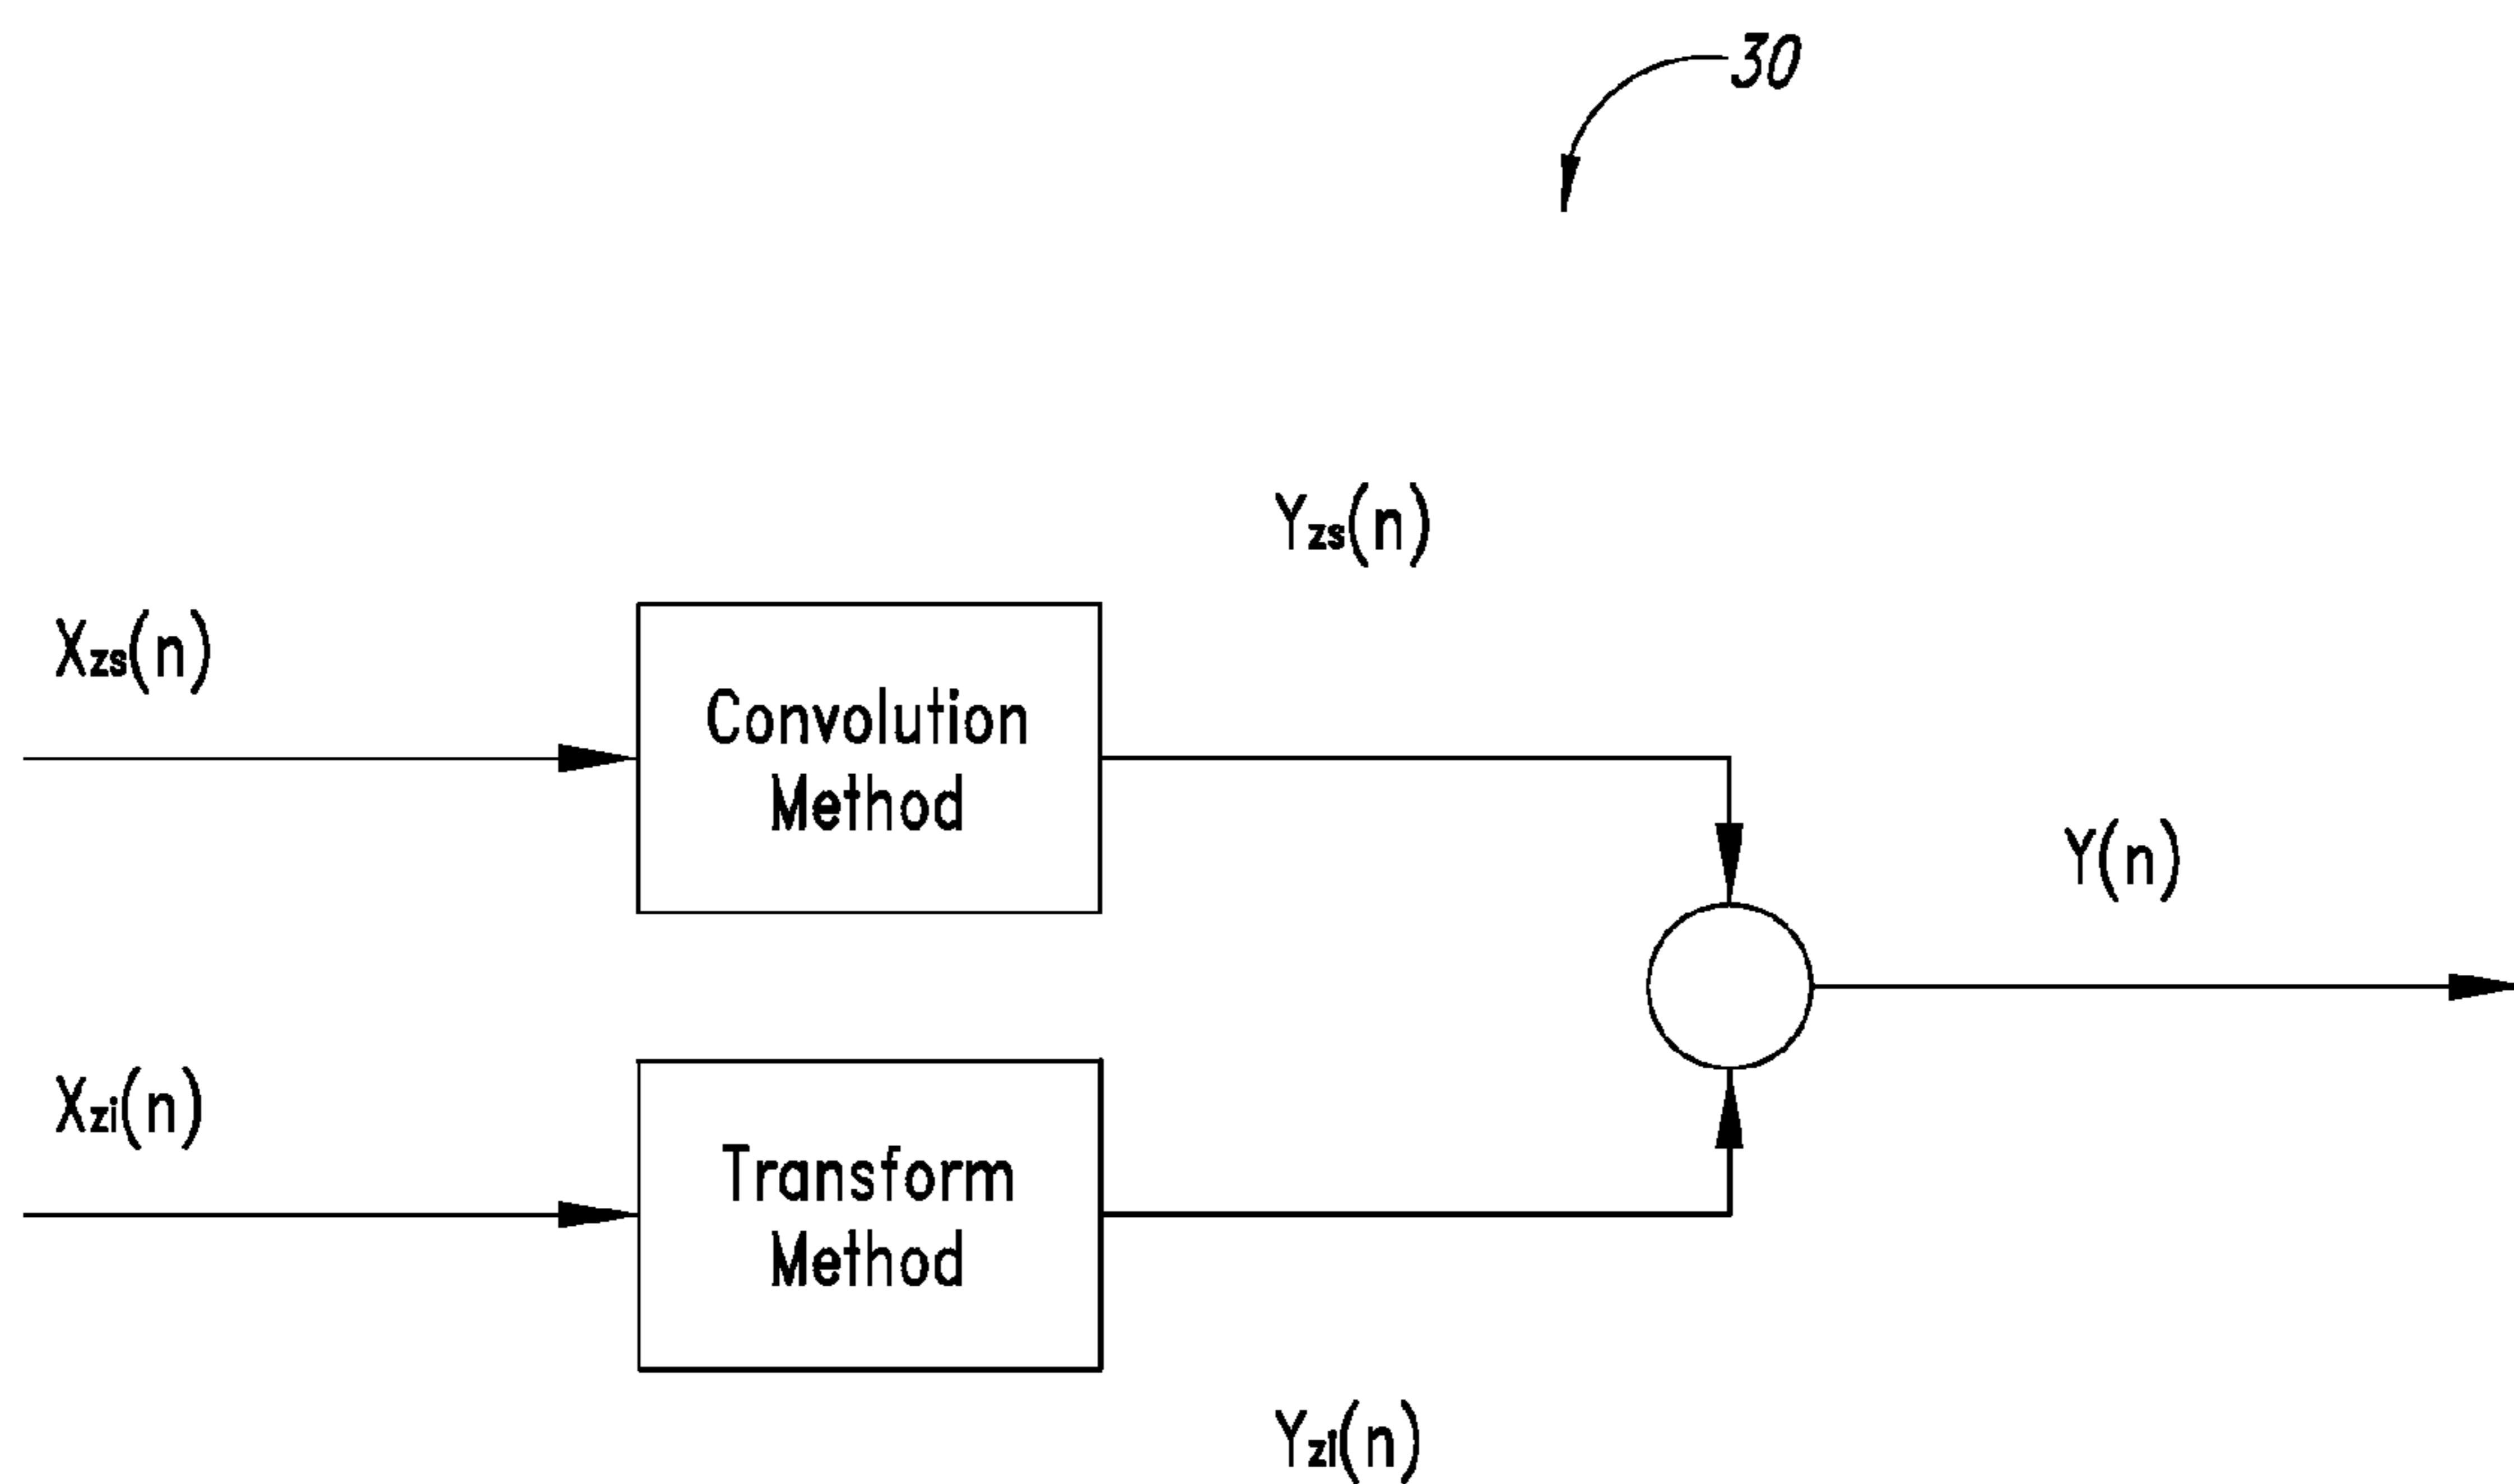 30
Yzs(n)
Xzs(n)
Convolution
Method
Y(n)
Xzi(n)
Transform
Method
Yzi(n)